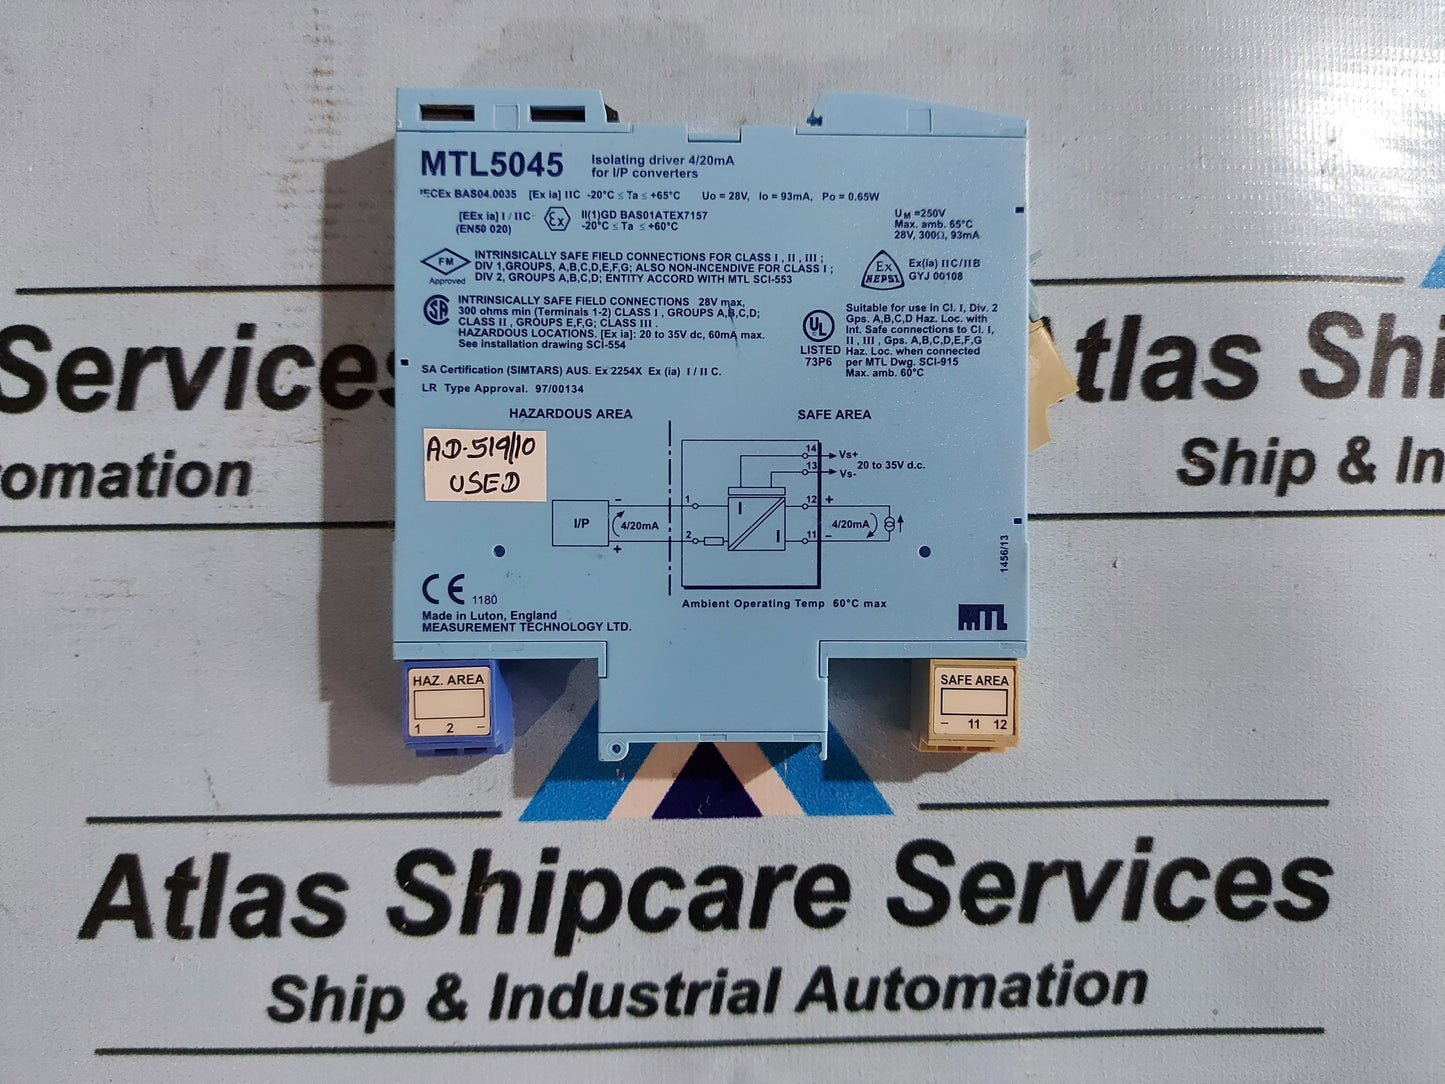 MTL5045
Isolating driver 4/20mA
for I/P converters
IECEx BAS04.0035 [Ex ia] IIC -20°C ≤ Ta ≤ +65°C Uo = 28V, Io = 93mA, Po = 0.65W
[EEx ia] I / IIC
(EN50 020)
Ex
II(1)GD BAS01ATEX7157
-20°C ≤ Ta ≤ +60°C
UM =250V
Max. amb. 65°C
28V, 300Ω, 93mA
FM
Approved
INTRINSICALLY SAFE FIELD CONNECTIONS FOR CLASS I , II , III ;
DIV 1,GROUPS, A,B,C,D,E,F,G; ALSO NON-INCENDIVE FOR CLASS I ;
DIV 2, GROUPS A,B,C,D; ENTITY ACCORD WITH MTL SCI-553
Ex
NEPSI
Ex(ia) IIC/IIB
GYJ 00108
SA
INTRINSICALLY SAFE FIELD CONNECTIONS 28V max,
300 ohms min (Terminals 1-2) CLASS I , GROUPS A,B,C,D;
CLASS II , GROUPS E,F,G; CLASS III .
HAZARDOUS LOCATIONS. [Ex ia]: 20 to 35V dc, 60mA max.
See installation drawing SCI-554
UL
LISTED
73P6
Suitable for use in Cl. I, Div. 2
Gps. A,B,C,D Haz. Loc. with
Int. Safe connections to Cl. I,
II , III , Gps. A,B,C,D,E,F,G
Haz. Loc. when connected
per MTL Dwg. SCI-915
Max. amb. 60°C
SA Certification (SIMTARS) AUS. Ex 2254X Ex (ia) I / II C.
LR Type Approval. 97/00134
HAZARDOUS AREA
SAFE AREA
AD-519/10
USED
14
Vs+
20 to 35V d.c.
13
Vs-
I/P
−
4/20mA
+
1
2
I
I
12
+
4/20mA
11
−
1456/13
CE 1180
Ambient Operating Temp 60°C max
Made in Luton, England
MEASUREMENT TECHNOLOGY LTD.
MTL
HAZ. AREA
1 2 −
SAFE AREA
− 11 12
Services
tomation
tlas Shi
Ship & In
Atlas Shipcare Services
Ship & Industrial Automation